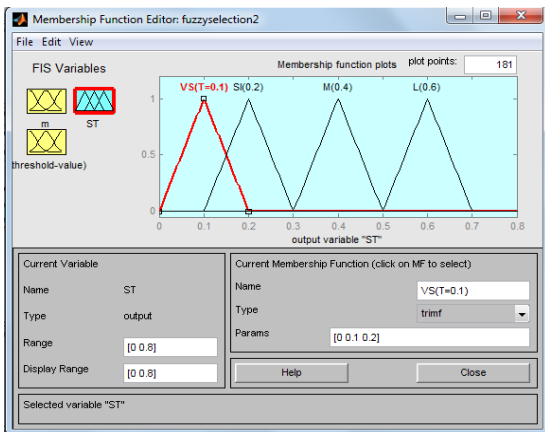 Membership Function Editor: fuzzyselection2
File Edit View
FIS Variables
Membership function plots
plot points:
181
VS(T=0.1) SI(0.2) M(0.4) L(0.6)
m
ST
threshold-value)
1
0.5
0
0 0.1 0.2 0.3 0.4 0.5 0.6 0.7 0.8
output variable "ST"
Current Variable
Name ST
Type output
Range [0 0.8]
Display Range [0 0.8]
Current Membership Function (click on MF to select)
Name VS(T=0.1)
Type trimf
Params [0 0.1 0.2]
Help Close
Selected variable "ST"